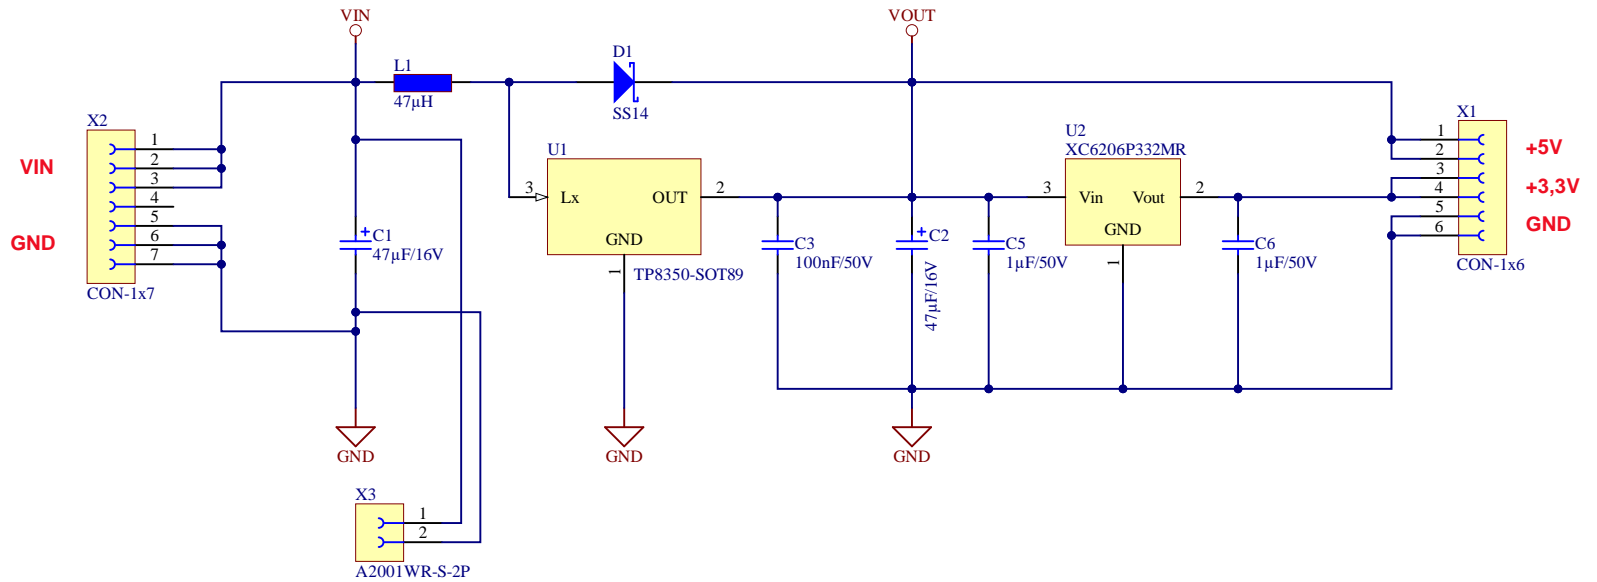 VIN
VOUT
L1
47µH
D1
SS14
X2
1
2
3
4
5
6
7
CON-1x7
VIN
GND
C1
47µF/16V
GND
X3
1
2
A2001WR-S-2P
U1
3
Lx
OUT
2
GND
1
TP8350-SOT89
GND
C3
100nF/50V
C2
47µF/16V
C5
1µF/50V
GND
U2
XC6206P332MR
3
Vin
Vout
2
GND
1
C6
1µF/50V
X1
1
2
3
4
5
6
CON-1x6
+5V
+3,3V
GND